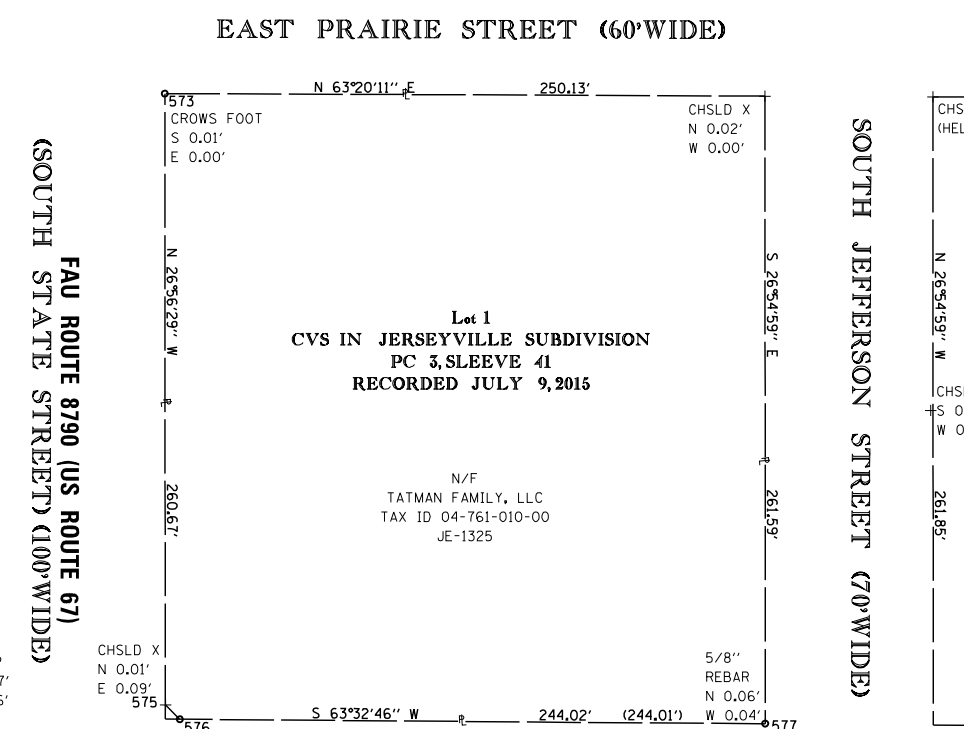 EAST PRAIRIE STREET (60'WIDE)
N 63°20'11" E 250.13'
573
CROWS FOOT
S 0.01'
E 0.00'
CHSLD X
N 0.02'
W 0.00'
CHS
(HEL
(SOUTH STATE STREET) (100'WIDE)
FAU ROUTE 8790 (US ROUTE 67)
N 26°56'29" W
260.67'
Lot 1
CVS IN JERSEYVILLE SUBDIVISION
PC 3, SLEEVE 41
RECORDED JULY 9, 2015
N/F
TATMAN FAMILY, LLC
TAX ID 04-761-010-00
JE-1325
S 26°54'59" E
261.59'
SOUTH JEFFERSON STREET (70'WIDE)
N 26°54'59" W
261.85'
CHS
S 0
W 0
CHSLD X
N 0.01'
E 0.09'
575
576
5/8"
REBAR
N 0.06'
W 0.04'
577
S 63°32'46" W 244.02' (244.01')